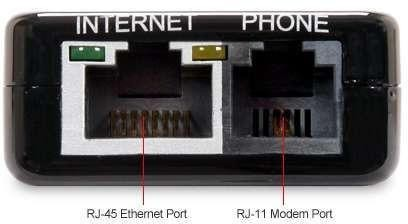 INTERNET PHONE
RJ-45 Ethernet Port RJ-11 Modem Port